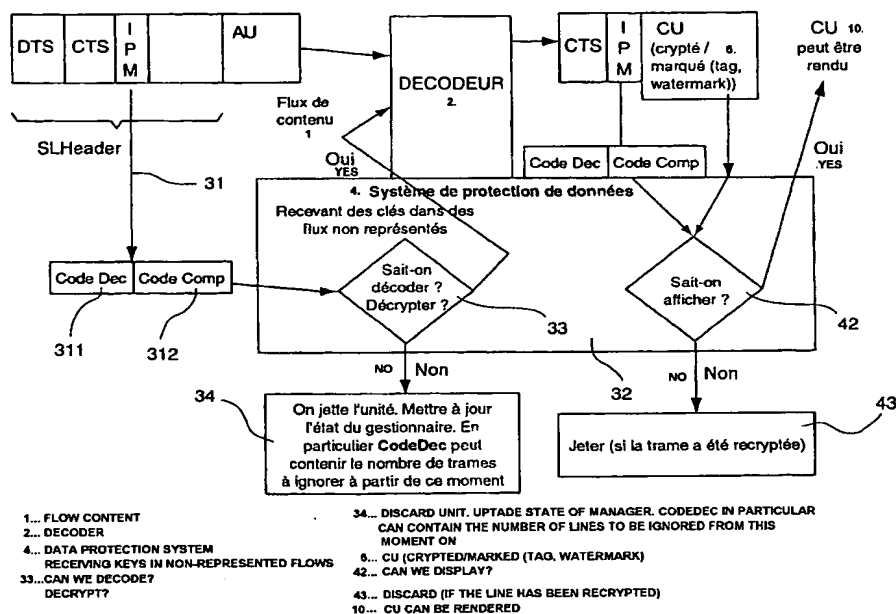 DTS CTS I P M AU
CTS I P M
CU
(crypté / 6.
marqué (tag,
watermark))
CU 10.
peut être
rendu
DECODEUR
2.
Flux de
contenu
1
SLHeader
Oui
YES
Oui
.YES
31
Code Dec Code Comp
4. Système de protection de données
Recevant des clés dans des
flux non représentés
Code Dec Code Comp
311
312
Sait-on
décoder ?
Décrypter ?
33
Sait-on
afficher ?
42
32
NO Non
NO Non
34
On jette l'unité. Mettre à jour
l'état du gestionnaire. En
particulier CodeDec peut
contenir le nombre de trames
à ignorer à partir de ce moment
43
Jeter (si la trame a été recryptée)
1... FLOW CONTENT
2... DECODER
4... DATA PROTECTION SYSTEM
RECEIVING KEYS IN NON-REPRESENTED FLOWS
33...CAN WE DECODE?
DECRYPT?
34... DISCARD UNIT. UPTADE STATE OF MANAGER. CODEDEC IN PARTICULAR
CAN CONTAIN THE NUMBER OF LINES TO BE IGNORED FROM THIS
MOMENT ON
6... CU (CRYPTED/MARKED (TAG, WATERMARK)
42... CAN WE DISPLAY?
43... DISCARD (IF THE LINE HAS BEEN RECRYPTED)
10... CU CAN BE RENDERED